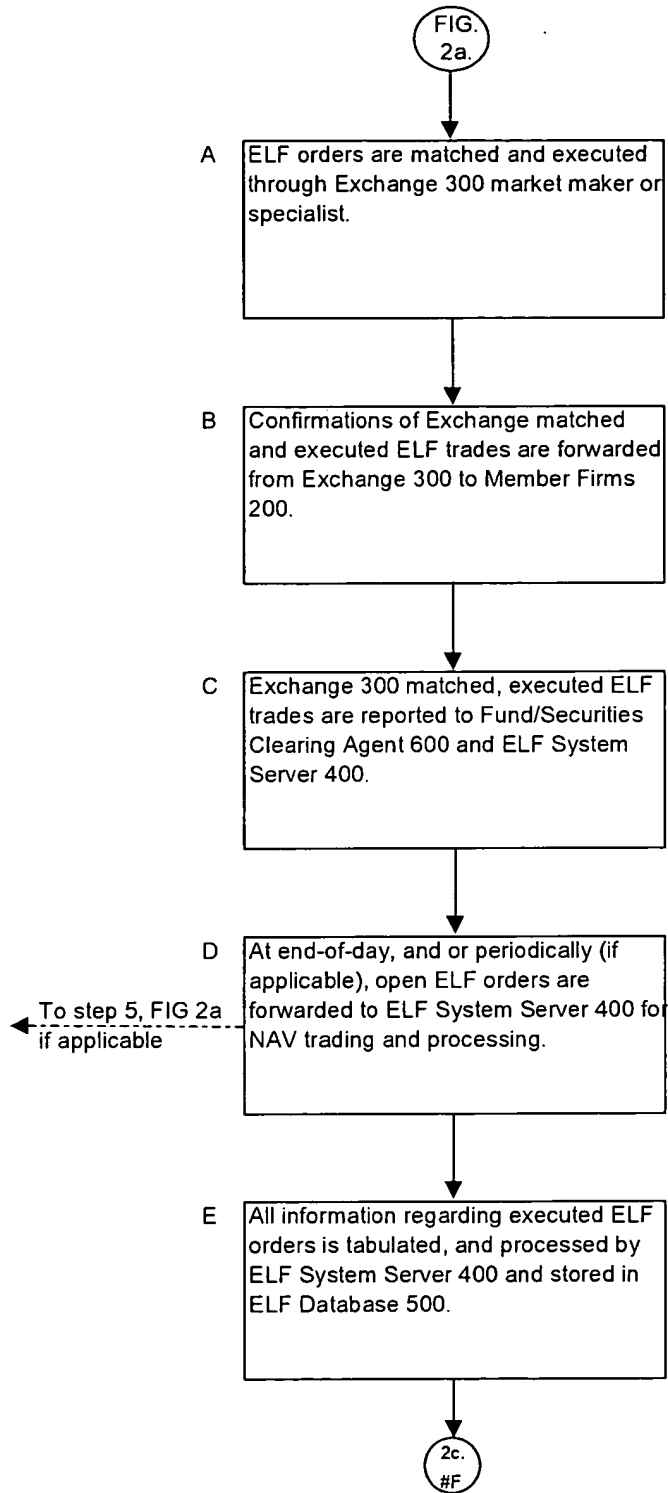 FIG.
2a.
A
ELF orders are matched and executed
through Exchange 300 market maker or
specialist.
B
Confirmations of Exchange matched
and executed ELF trades are forwarded
from Exchange 300 to Member Firms
200.
C
Exchange 300 matched, executed ELF
trades are reported to Fund/Securities
Clearing Agent 600 and ELF System
Server 400.
D
At end-of-day, and or periodically (if
applicable), open ELF orders are
forwarded to ELF System Server 400 for
NAV trading and processing.
To step 5, FIG 2a
if applicable
E
All information regarding executed ELF
orders is tabulated, and processed by
ELF System Server 400 and stored in
ELF Database 500.
2c.
#F